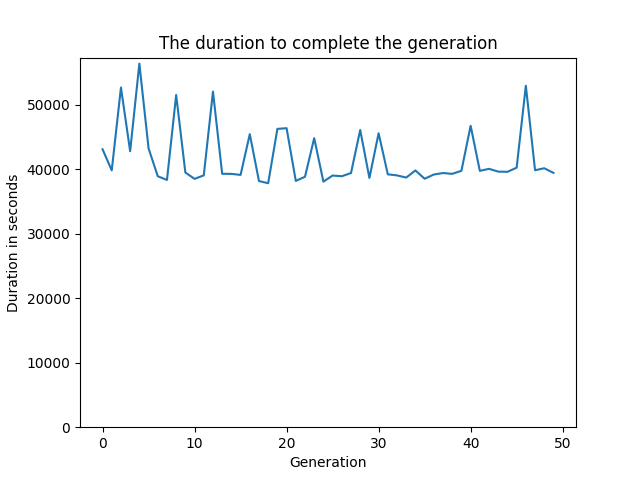 The duration to complete the generation
Duration in seconds
50000
40000
30000
20000
10000
0
0 10 20 30 40 50
Generation